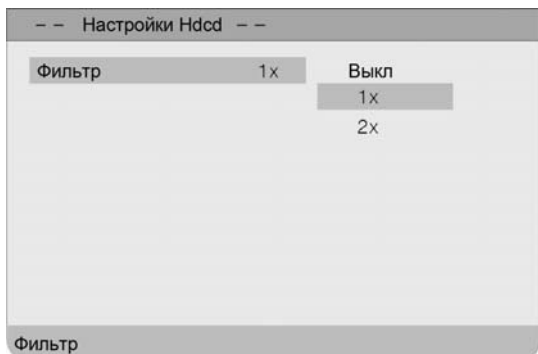 – – Настройки Hdcd – –
Фильтр 1x Выкл
1x
2x
Фильтр